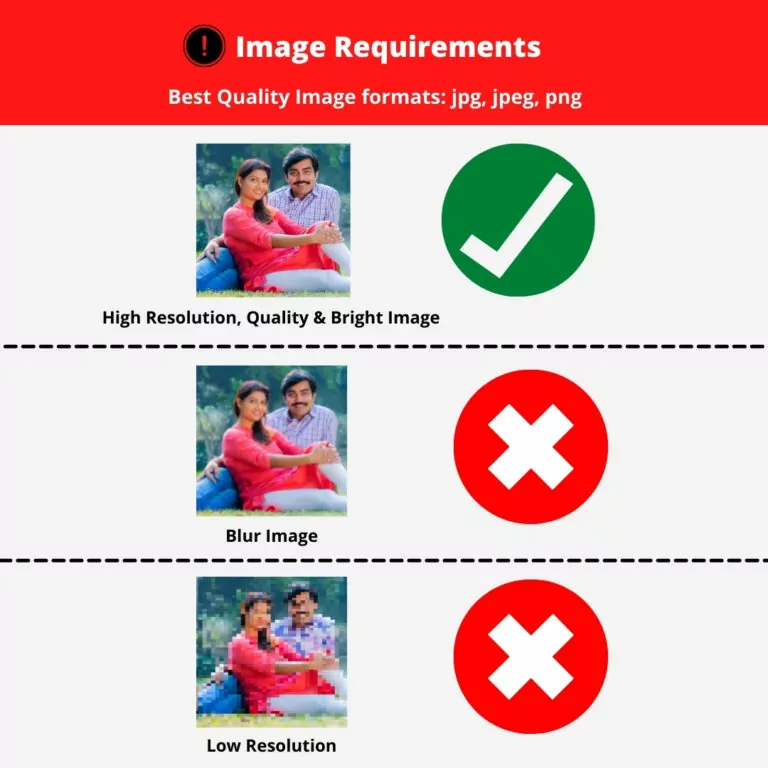 ! Image Requirements
Best Quality Image formats: jpg, jpeg, png
High Resolution, Quality & Bright Image
Blur Image
Low Resolution